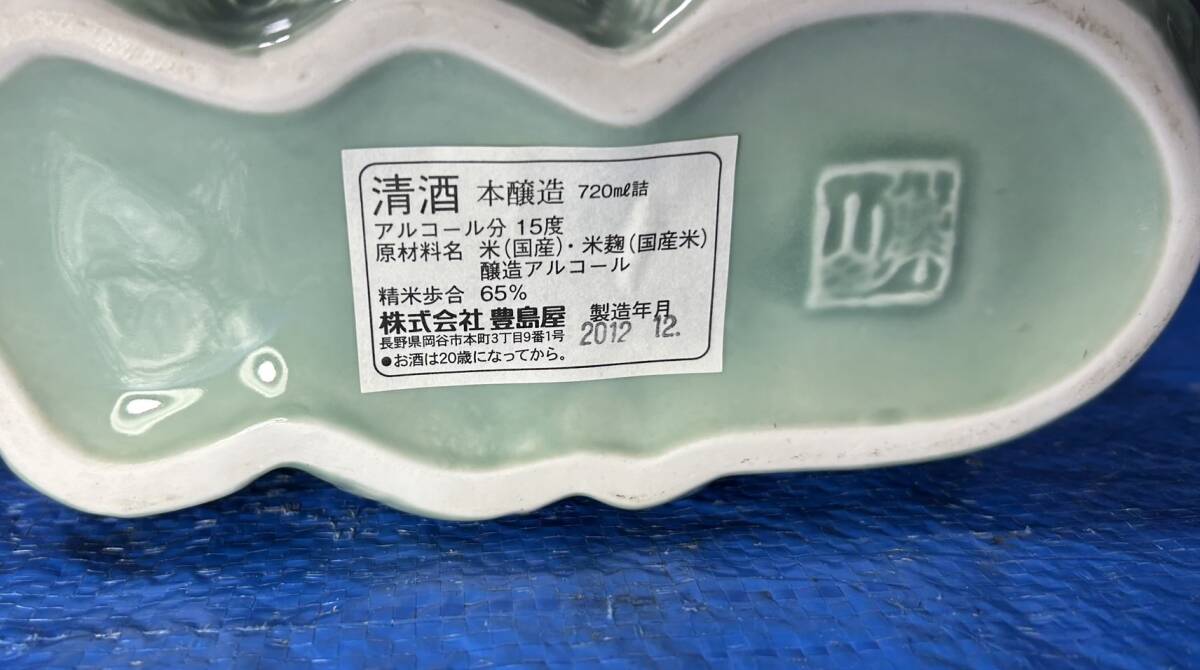 清酒 本醸造 720㎖詰
アルコール分 15度
原材料名 米(国産)・米麹(国産米)
醸造アルコール
精米歩合 65%
株式会社 豊島屋 製造年月
長野県岡谷市本町3丁目9番1号 2012 12.
●お酒は20歳になってから。